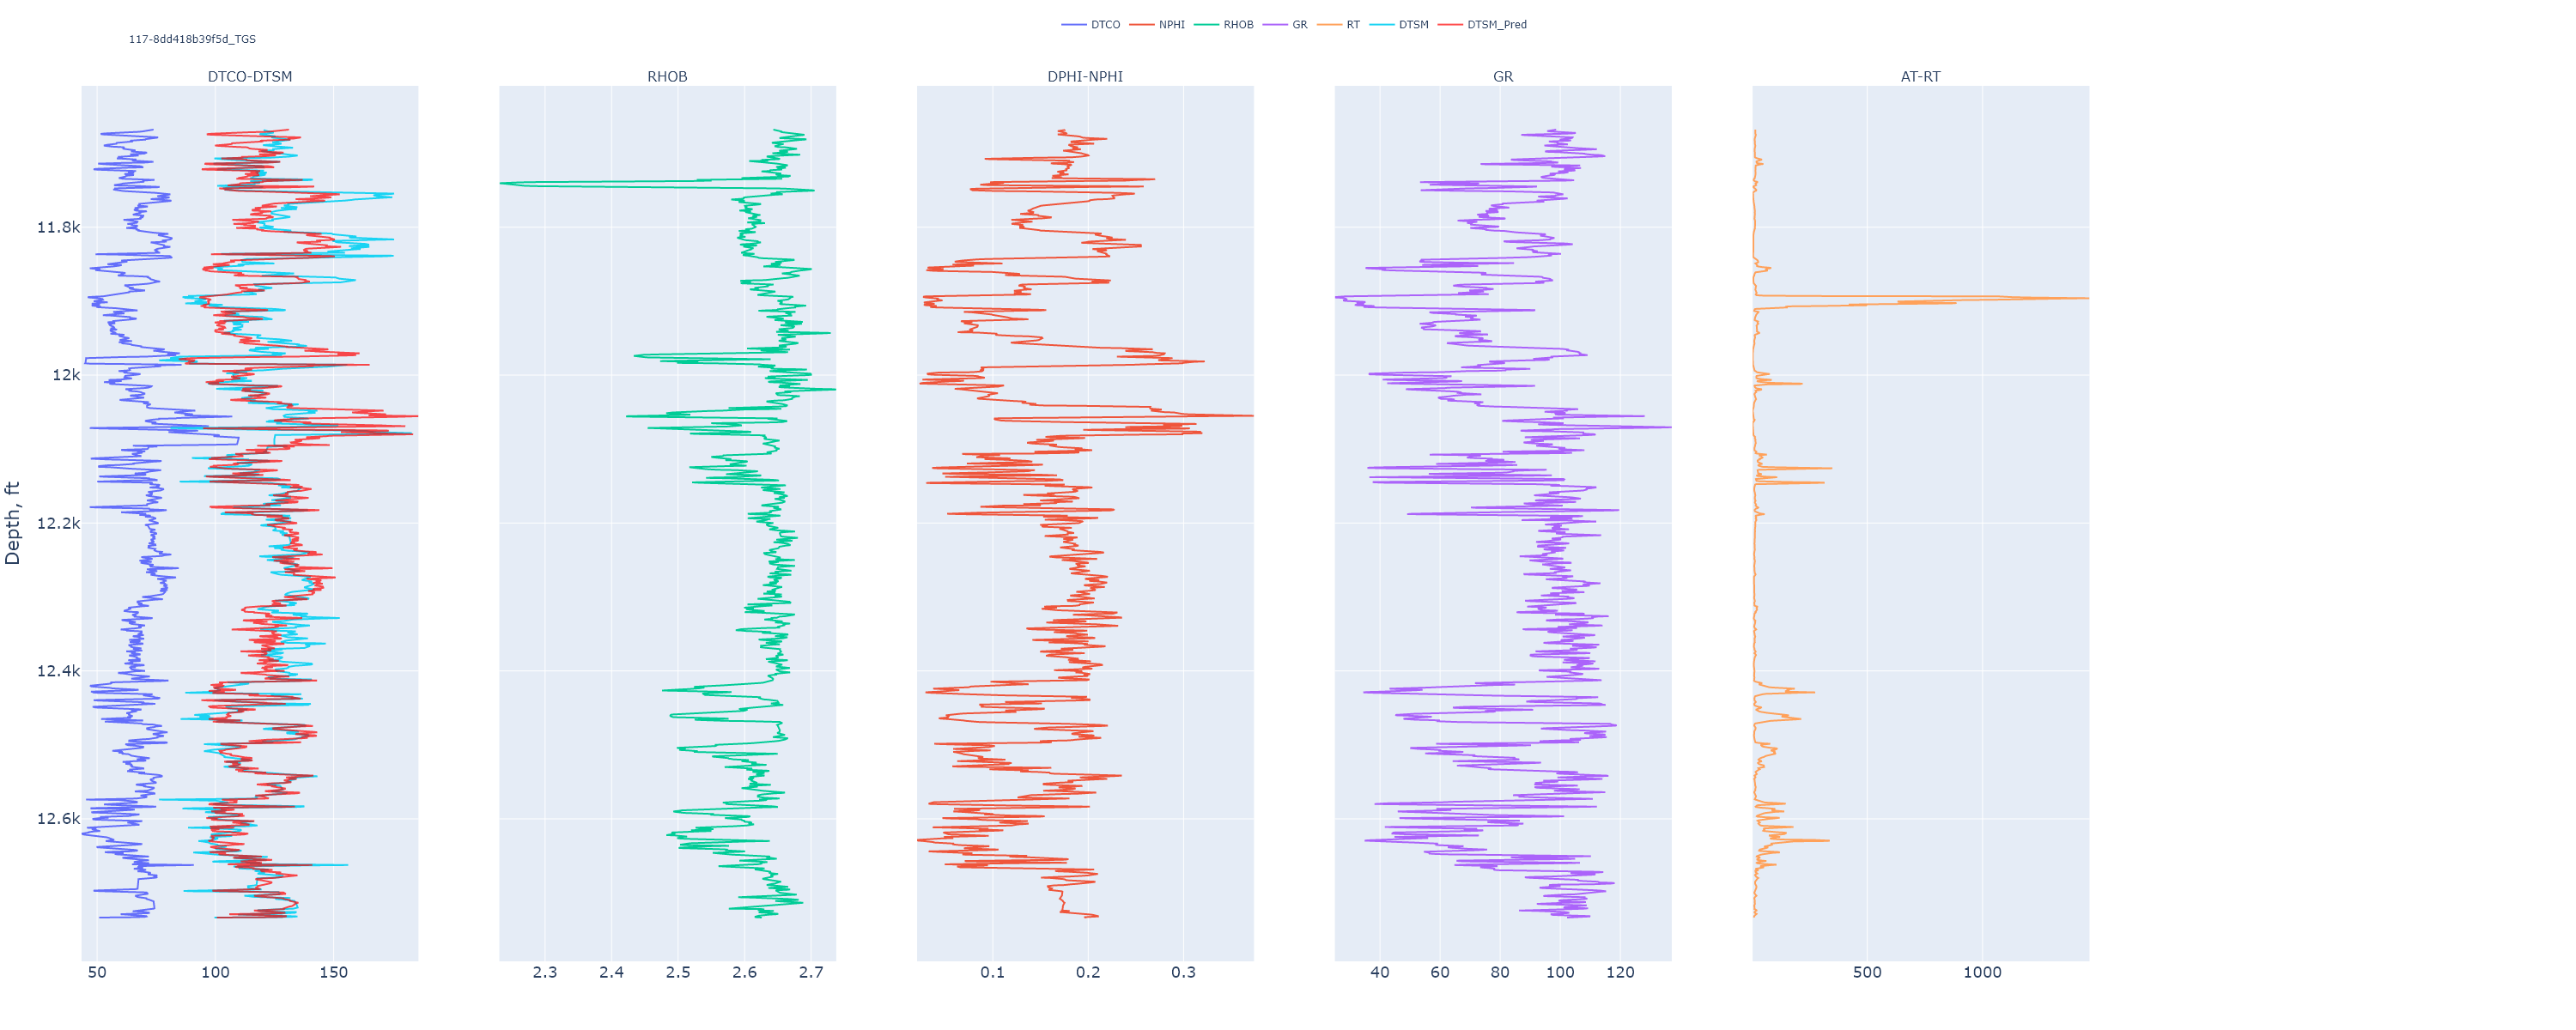 DTCO NPHI RHOB GR RT DTSM DTSM_Pred
117-8dd418b39f5d_TGS
DTCO-DTSM RHOB DPHI-NPHI GR AT-RT
Depth, ft
11.8k
12k
12.2k
12.4k
12.6k
50 100 150 2.3 2.4 2.5 2.6 2.7 0.1 0.2 0.3 40 60 80 100 120 500 1000